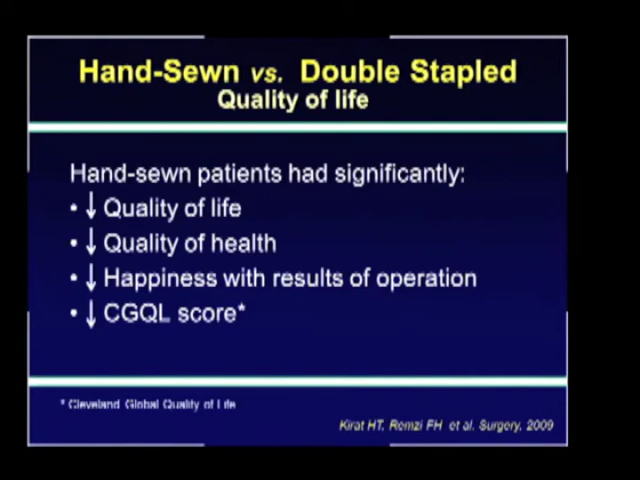 Hand-Sewn vs. Double Stapled
Quality of life
Hand-sewn patients had significantly:
• ↓ Quality of life
• ↓ Quality of health
• ↓ Happiness with results of operation
• ↓ CGQL score*
* Cleveland Global Quality of Life
Kirat HT, Remzi FH et al. Surgery, 2009